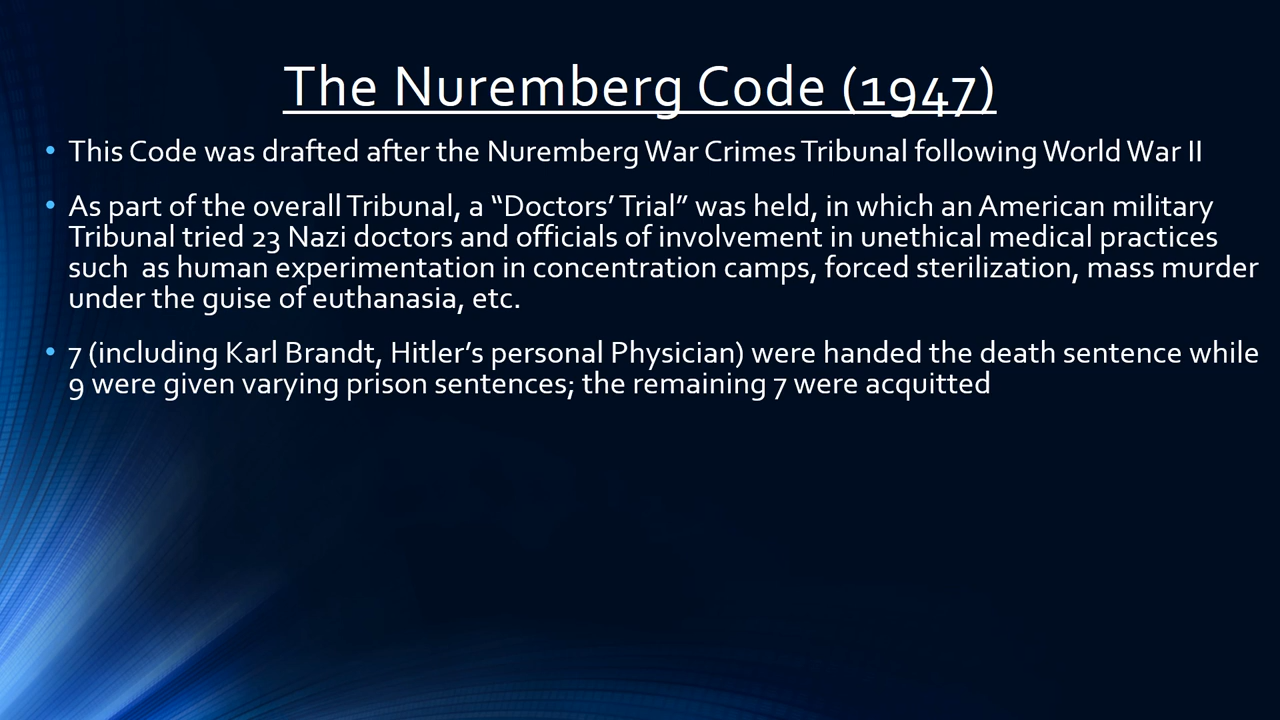 The Nuremberg Code (1947)
• This Code was drafted after the Nuremberg War Crimes Tribunal following World War II
• As part of the overall Tribunal, a “Doctors’ Trial” was held, in which an American military
Tribunal tried 23 Nazi doctors and officials of involvement in unethical medical practices
such  as human experimentation in concentration camps, forced sterilization, mass murder
under the guise of euthanasia, etc.
• 7 (including Karl Brandt, Hitler’s personal Physician) were handed the death sentence while
9 were given varying prison sentences; the remaining 7 were acquitted